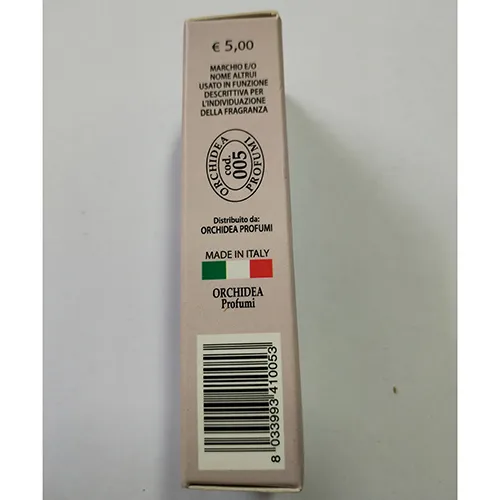 € 5,00
MARCHIO E/O
NOME ALTRUI
USATO IN FUNZIONE
DESCRITTIVA PER
L'INDIVIDUAZIONE
DELLA FRAGRANZA
ORCHIDEA
cod.
005
PROFUMI
Distribuito da:
ORCHIDEA PROFUMI
MADE IN ITALY
ORCHIDEA
Profumi
8 033993 410053